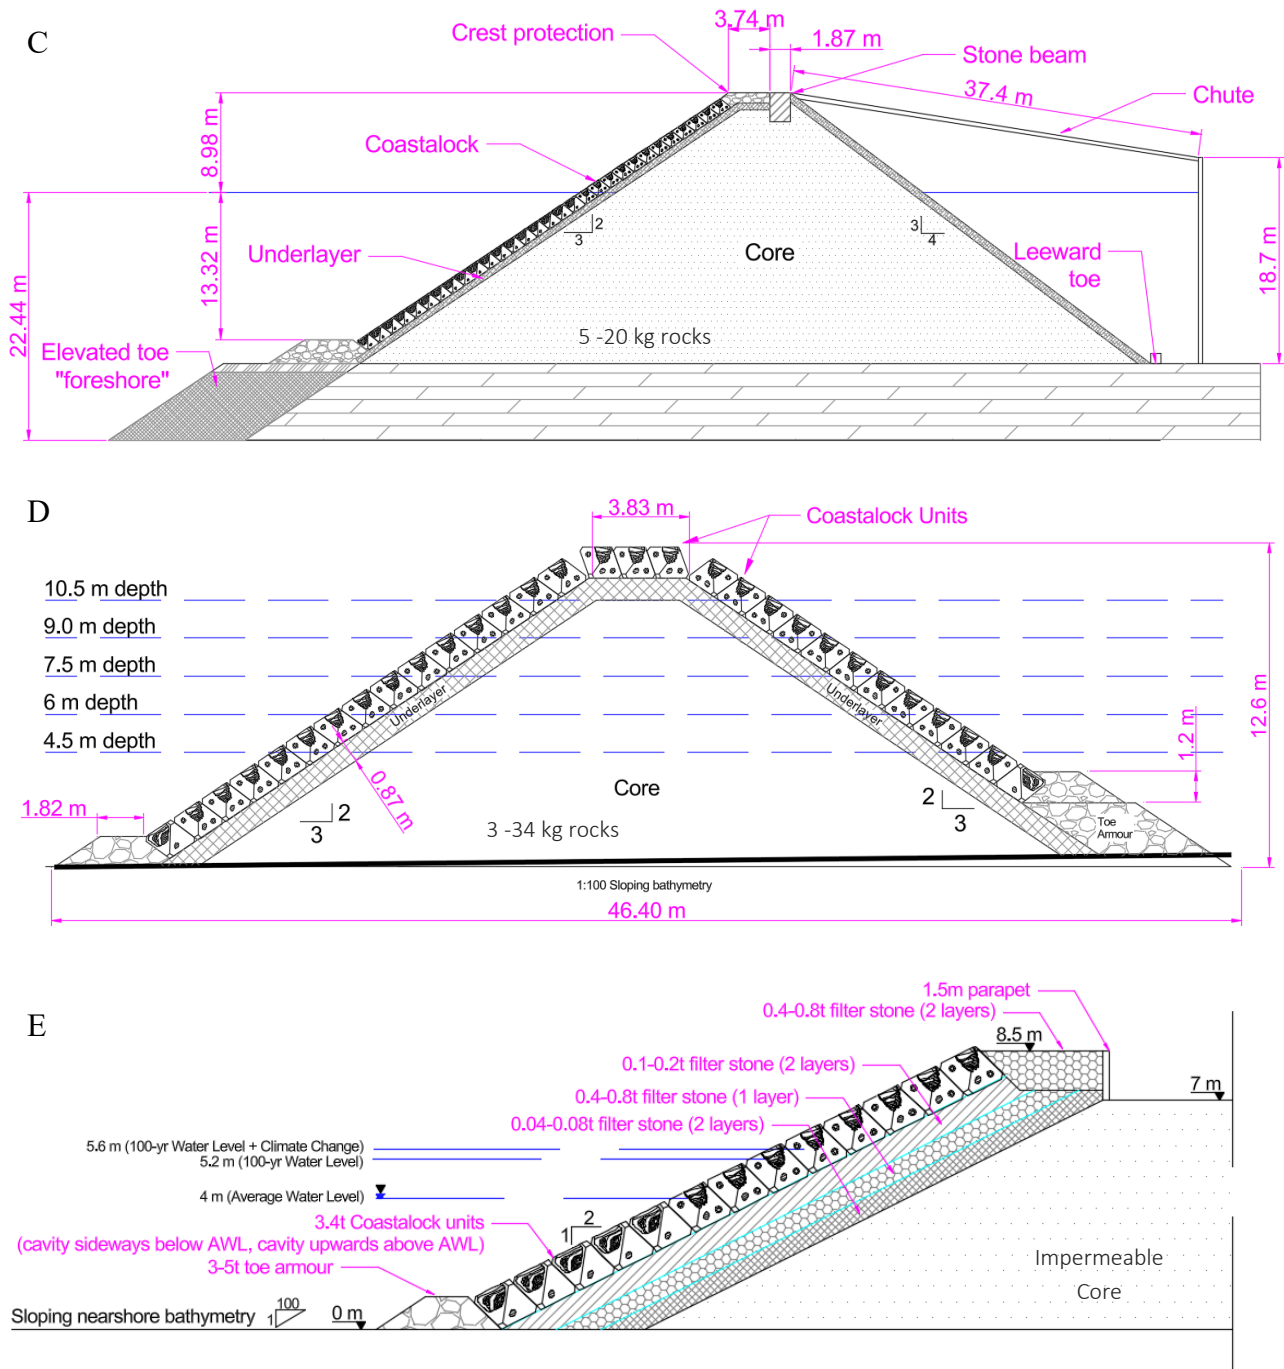 C
3.74 m
Crest protection
1.87 m
Stone beam
37.4 m
Chute
8.98 m
Coastalock
13.32 m
22.44 m
2
3
3
4
Underlayer
Core
Leeward
toe
18.7 m
5 -20 kg rocks
Elevated toe
"foreshore"
D
3.83 m
Coastalock Units
10.5 m depth
9.0 m depth
7.5 m depth
6 m depth
4.5 m depth
Underlayer
Underlayer
12.6 m
1.2 m
0.87 m
Core
1.82 m
2
3
2
3
3 -34 kg rocks
Toe
Armour
1:100 Sloping bathymetry
46.40 m
E
1.5m parapet
0.4-0.8t filter stone (2 layers)
8.5 m
0.1-0.2t filter stone (2 layers)
0.4-0.8t filter stone (1 layer)
7 m
0.04-0.08t filter stone (2 layers)
5.6 m (100-yr Water Level + Climate Change)
5.2 m (100-yr Water Level)
4 m (Average Water Level)
2
1
3.4t Coastalock units
(cavity sideways below AWL, cavity upwards above AWL)
3-5t toe armour
Impermeable
Core
Sloping nearshore bathymetry
100
1
0 m